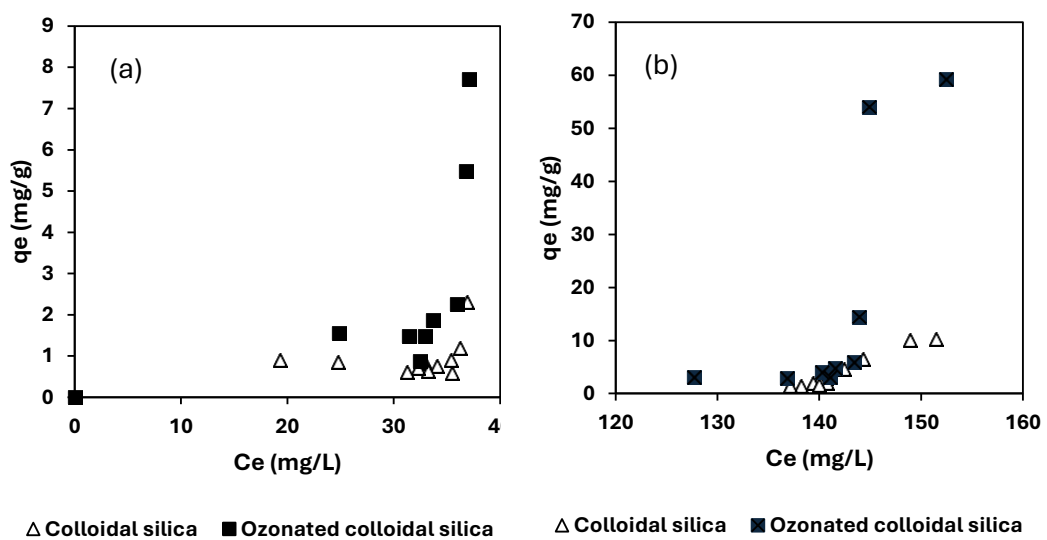 (a)
qe (mg/g)
9
8
7
6
5
4
3
2
1
0
0 10 20 30 4
Ce (mg/L)
Colloidal silica Ozonated colloidal silica
(b)
qe (mg/g)
70
60
50
40
30
20
10
0
120 130 140 150 160
Ce (mg/L)
Colloidal silica Ozonated colloidal silica